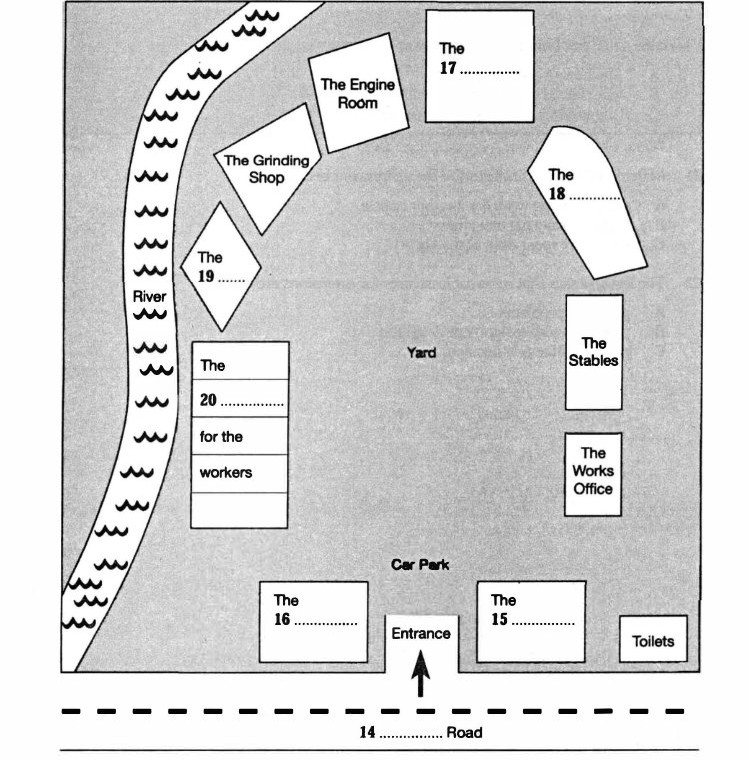 The
17 ...............
The Engine
Room
The Grinding
Shop
The
18 ....................
The
19 .......
River
Yard
The
Stables
The
20 ................
for the
workers
The
Works
Office
Car Park
The
16 ................
Entrance
The
15 ................
Toilets
14 ................ Road